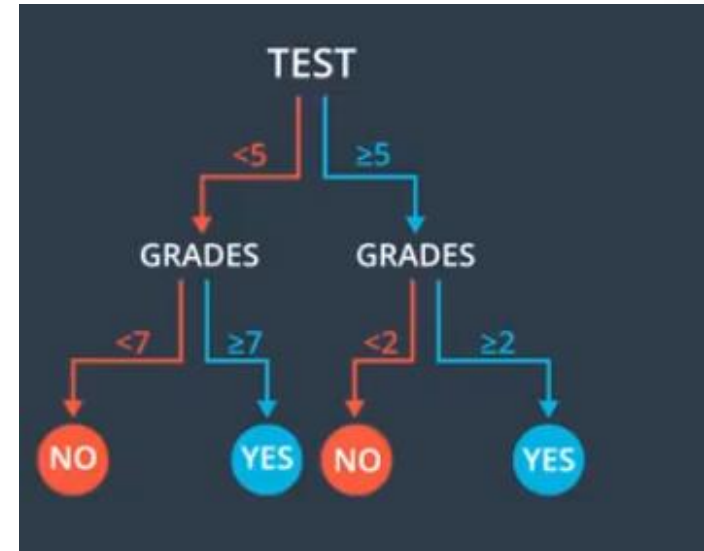 TEST
<5 ≥5
GRADES GRADES
<7 ≥7 <2 ≥2
NO YES NO YES